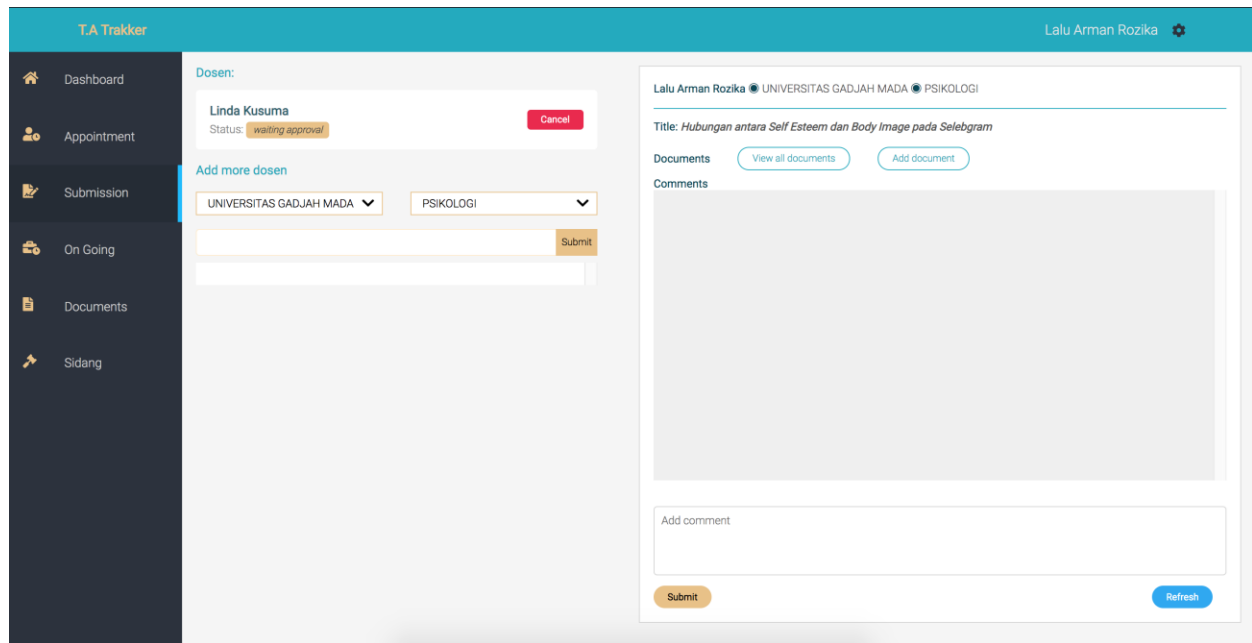 T.A Trakker
Lalu Arman Rozika
Dashboard
Appointment
Submission
On Going
Documents
Sidang
Dosen:
Linda Kusuma
Status: waiting approval
Cancel
Add more dosen
UNIVERSITAS GADJAH MADA
PSIKOLOGI
Submit
Lalu Arman Rozika ◉ UNIVERSITAS GADJAH MADA ◉ PSIKOLOGI
Title: Hubungan antara Self Esteem dan Body Image pada Selebgram
Documents View all documents Add document
Comments
Add comment
Submit
Refresh